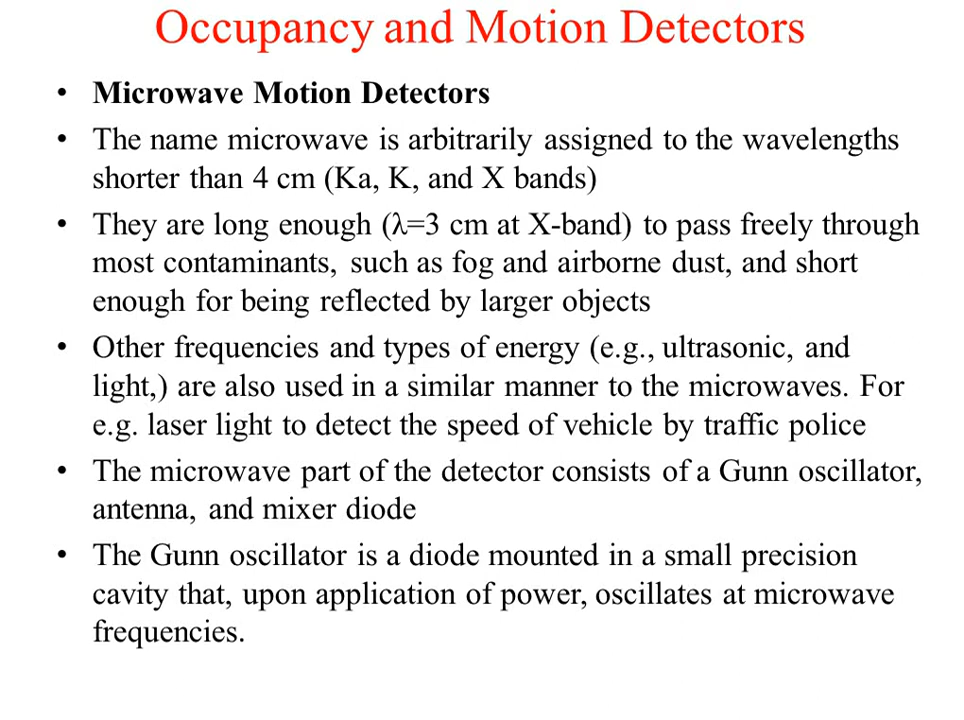 Occupancy and Motion Detectors
• Microwave Motion Detectors
• The name microwave is arbitrarily assigned to the wavelengths
shorter than 4 cm (Ka, K, and X bands)
• They are long enough (λ=3 cm at X-band) to pass freely through
most contaminants, such as fog and airborne dust, and short
enough for being reflected by larger objects
• Other frequencies and types of energy (e.g., ultrasonic, and
light,) are also used in a similar manner to the microwaves. For
e.g. laser light to detect the speed of vehicle by traffic police
• The microwave part of the detector consists of a Gunn oscillator,
antenna, and mixer diode
• The Gunn oscillator is a diode mounted in a small precision
cavity that, upon application of power, oscillates at microwave
frequencies.